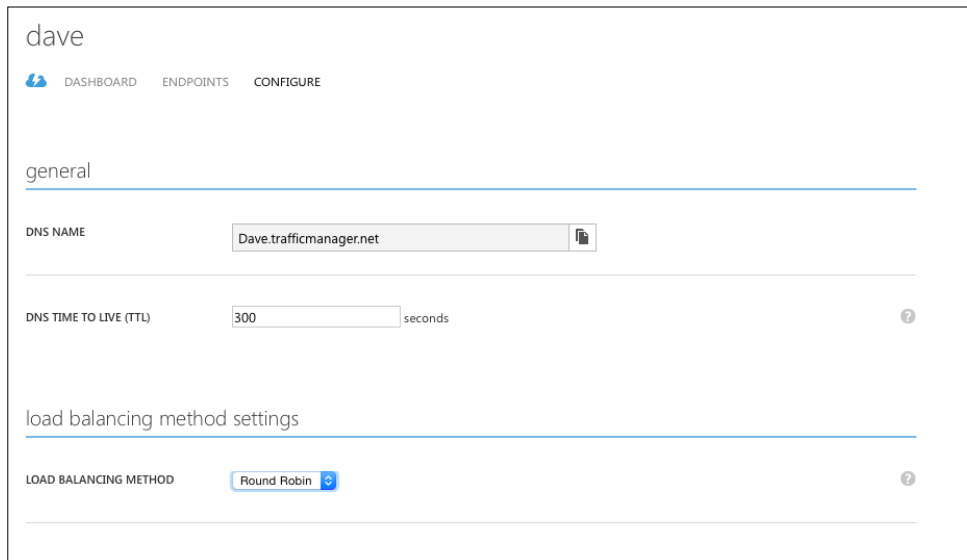 dave
DASHBOARD ENDPOINTS CONFIGURE
general
DNS NAME Dave.trafficmanager.net
DNS TIME TO LIVE (TTL) 300 seconds ?
load balancing method settings
LOAD BALANCING METHOD Round Robin ?